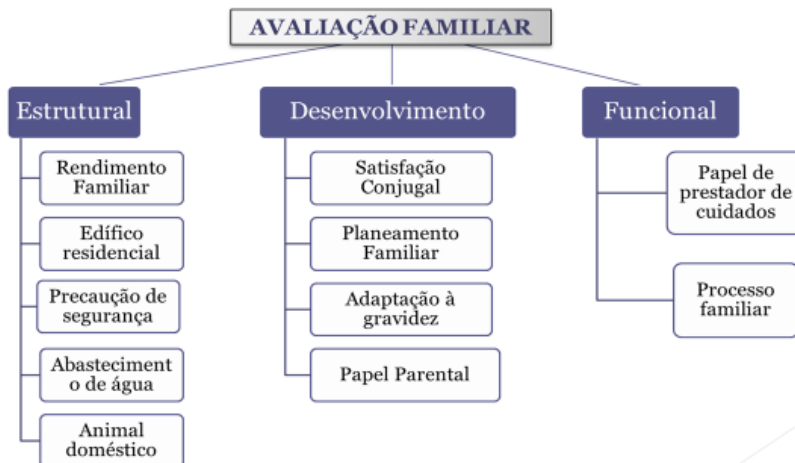 AVALIAÇÃO FAMILIAR
Estrutural
Rendimento
Familiar
Edífico
residencial
Precaução de
segurança
Abasteciment
o de água
Animal
doméstico
Desenvolvimento
Satisfação
Conjugal
Planeamento
Familiar
Adaptação à
gravidez
Papel Parental
Funcional
Papel de
prestador de
cuidados
Processo
familiar